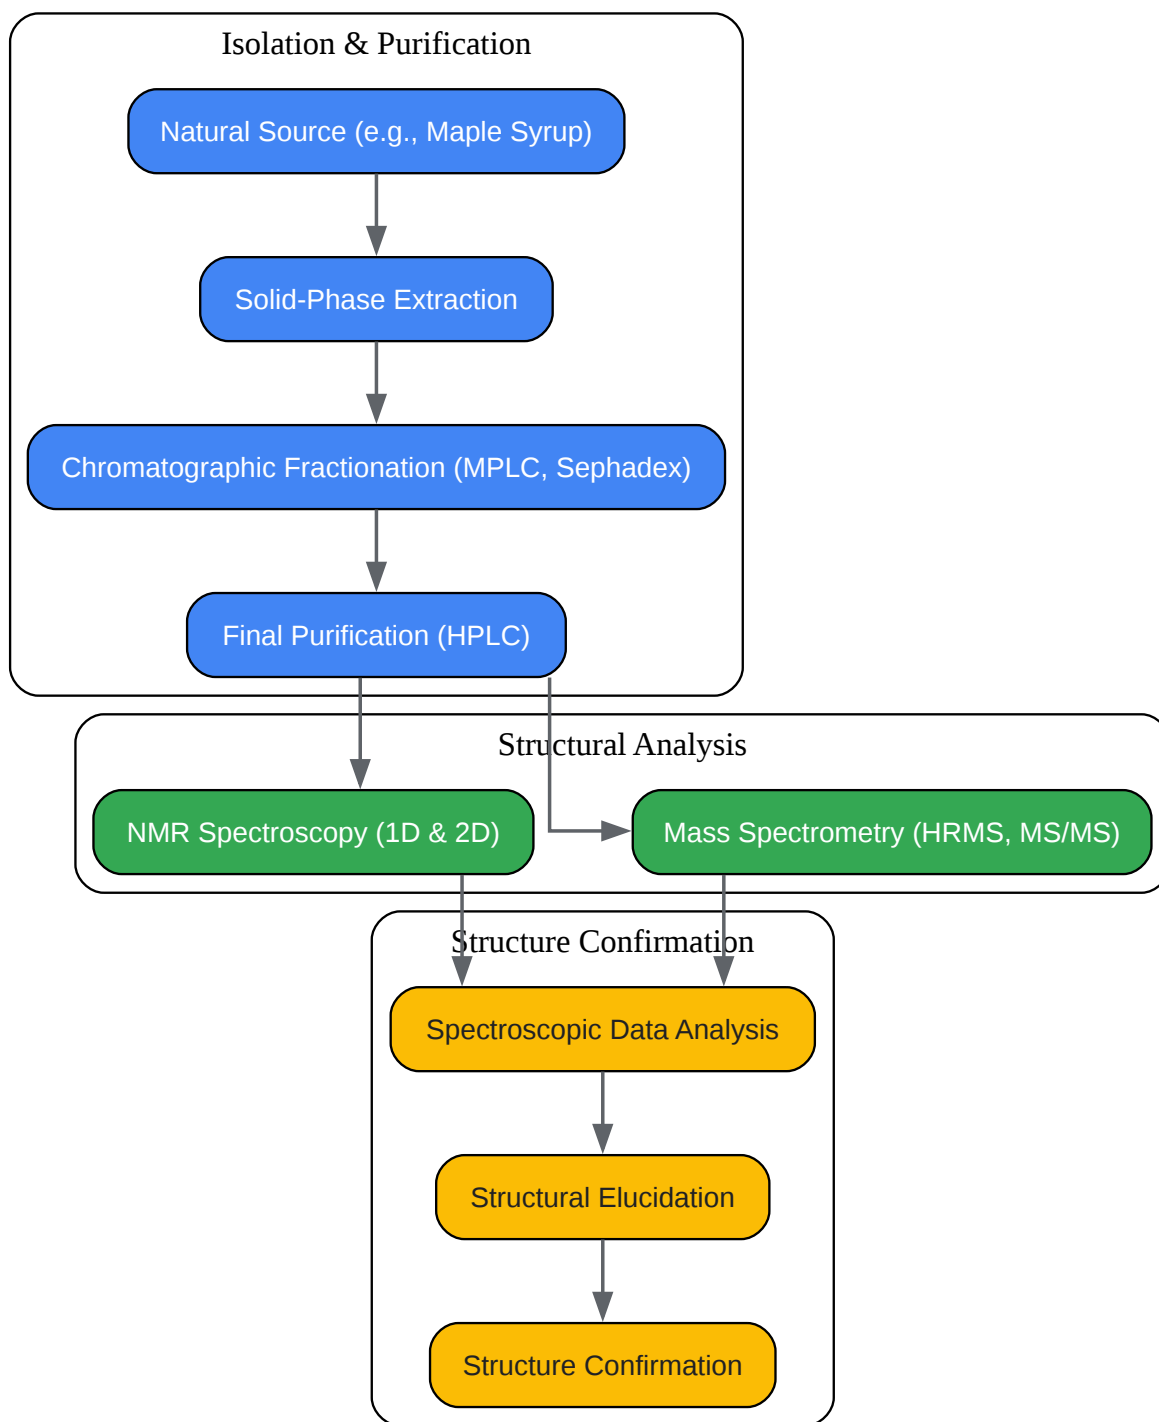 Isolation & Purification
Natural Source (e.g., Maple Syrup)
Solid-Phase Extraction
Chromatographic Fractionation (MPLC, Sephadex)
Final Purification (HPLC)
Structural Analysis
NMR Spectroscopy (1D & 2D)
Mass Spectrometry (HRMS, MS/MS)
Structure Confirmation
Spectroscopic Data Analysis
Structural Elucidation
Structure Confirmation